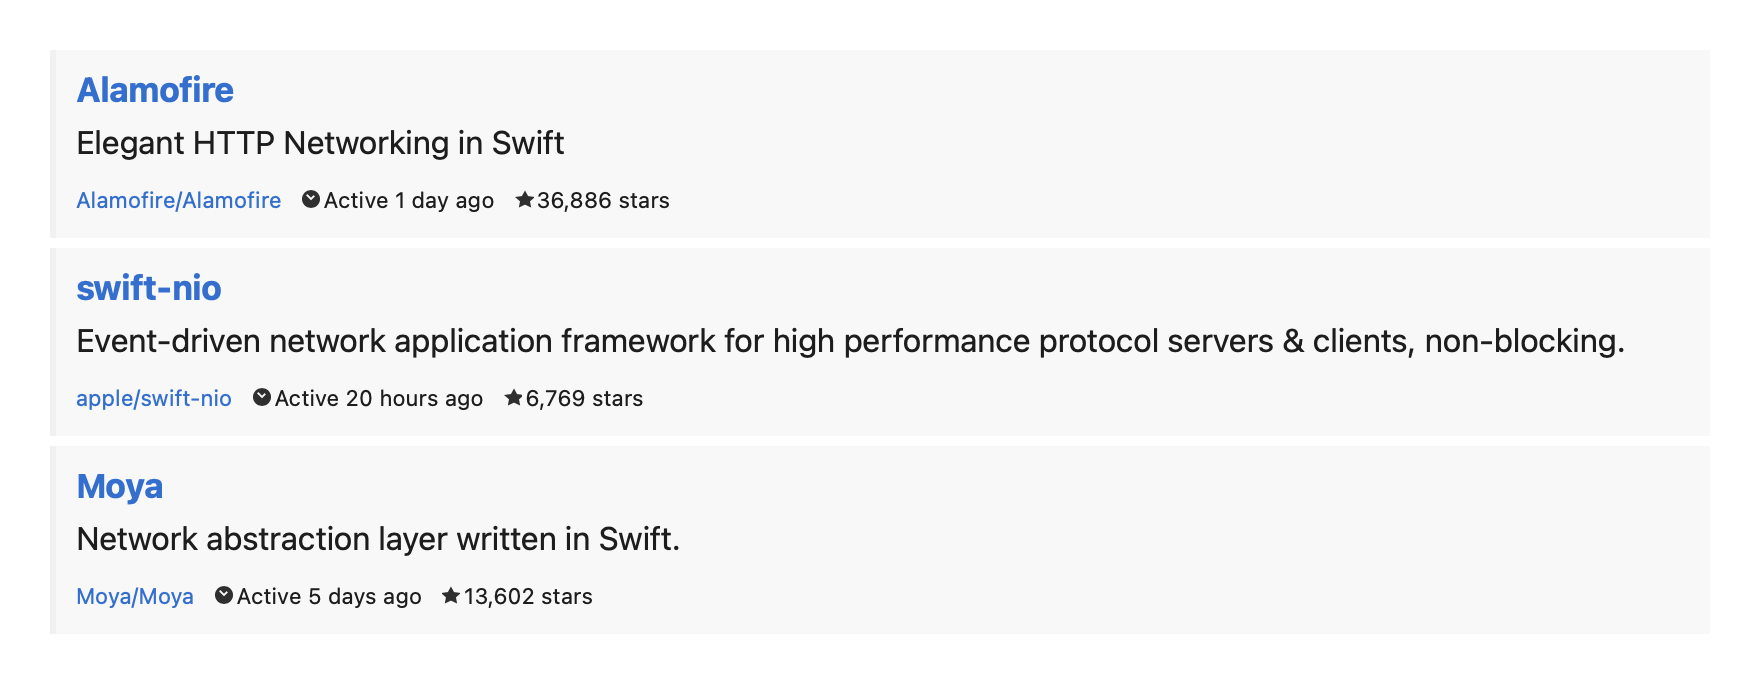 Alamofire
Elegant HTTP Networking in Swift
Alamofire/Alamofire Active 1 day ago 36,886 stars
swift-nio
Event-driven network application framework for high performance protocol servers & clients, non-blocking.
apple/swift-nio Active 20 hours ago 6,769 stars
Moya
Network abstraction layer written in Swift.
Moya/Moya Active 5 days ago 13,602 stars